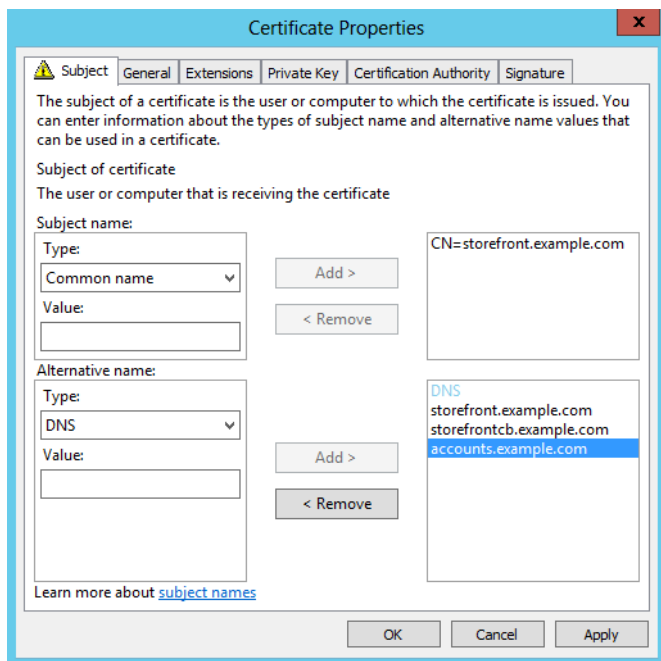 Certificate Properties
x
Subject General Extensions Private Key Certification Authority Signature
The subject of a certificate is the user or computer to which the certificate is issued. You
can enter information about the types of subject name and alternative name values that
can be used in a certificate.
Subject of certificate
The user or computer that is receiving the certificate
Subject name:
Type:
Common name
Value:
Add >
< Remove
CN=storefront.example.com
Alternative name:
Type:
DNS
Value:
Add >
< Remove
DNS
storefront.example.com
storefrontcb.example.com
accounts.example.com
Learn more about subject names
OK Cancel Apply